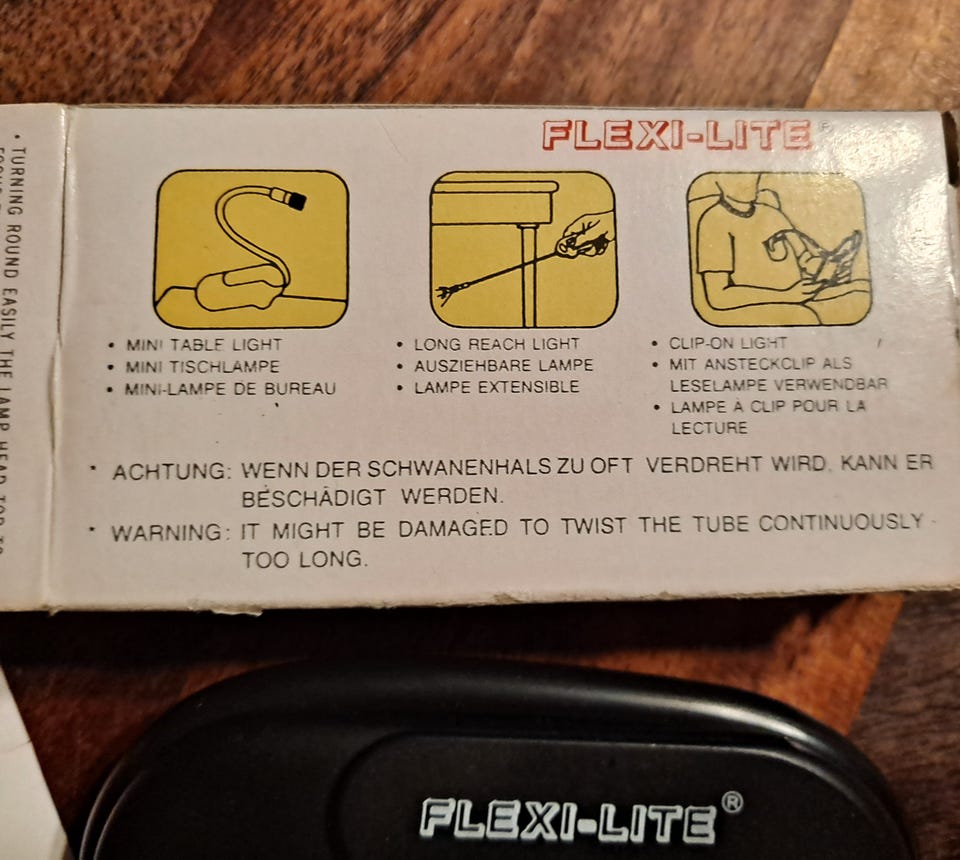 FLEXI-LITE®
• MINI TABLE LIGHT
• MINI TISCHLAMPE
• MINI-LAMPE DE BUREAU
• LONG REACH LIGHT
• AUSZIEHBARE LAMPE
• LAMPE EXTENSIBLE
• CLIP-ON LIGHT
• MIT ANSTECKCLIP ALS
LESELAMPE VERWENDBAR
• LAMPE À CLIP POUR LA
LECTURE
* ACHTUNG: WENN DER SCHWANENHALS ZU OFT VERDREHT WIRD, KANN ER
BESCHÄDIGT WERDEN.
* WARNING: IT MIGHT BE DAMAGED TO TWIST THE TUBE CONTINUOUSLY
TOO LONG.
• TURNING ROUND EASILY THE LAMP HEAD TOP TO
FLEXI-LITE®